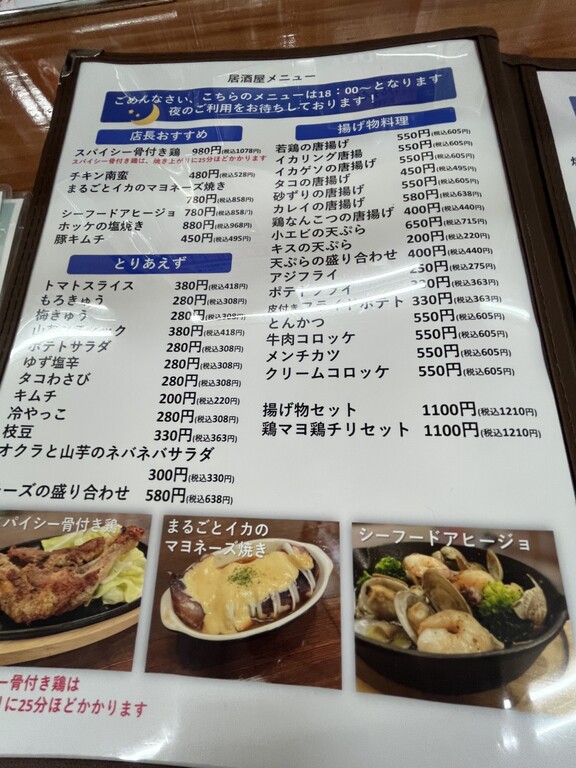 居酒屋メニュー
ごめんなさい、こちらのメニューは18：00～となります
夜のご利用をお待ちしております！
店長おすすめ
スパイシー骨付き鶏 980円(税込1078円)
スパイシー骨付き鶏は、焼き上がりに25分ほどかかります
チキン南蛮 480円(税込528円)
まるごとイカのマヨネーズ焼き
780円(税込858円)
シーフードアヒージョ 780円(税込858円)
ホッケの塩焼き 880円(税込968円)
豚キムチ 450円(税込495円)
とりあえず
トマトスライス 380円(税込418円)
もろきゅう 280円(税込308円)
梅きゅう 280円(税込308円)
380円(税込418円)
ポテトサラダ 280円(税込308円)
ゆず塩辛 280円(税込308円)
タコわさび 280円(税込308円)
キムチ 200円(税込220円)
冷やっこ 280円(税込308円)
枝豆 330円(税込363円)
オクラと山芋のネバネバサラダ
300円(税込330円)
ーズの盛り合わせ 580円(税込638円)
揚げ物料理
若鶏の唐揚げ 550円(税込605円)
イカリング唐揚 550円(税込605円)
イカゲソの唐揚げ 550円(税込605円)
タコの唐揚げ 450円(税込495円)
砂ずりの唐揚げ 550円(税込605円)
カレイの唐揚げ 580円(税込638円)
鶏なんこつの唐揚げ 400円(税込440円)
小エビの天ぷら 650円(税込715円)
キスの天ぷら 200円(税込220円)
天ぷらの盛り合わせ 400円(税込440円)
アジフライ 250円(税込275円)
ポテトフライ 330円(税込363円)
皮付きフライドポテト 330円(税込363円)
とんかつ 550円(税込605円)
牛肉コロッケ 550円(税込605円)
メンチカツ 550円(税込605円)
クリームコロッケ 550円(税込605円)
揚げ物セット 1100円(税込1210円)
鶏マヨ鶏チリセット 1100円(税込1210円)
パイシー骨付き鶏
まるごとイカの
マヨネーズ焼き
シーフードアヒージョ
ー骨付き鶏は
りに25分ほどかかります